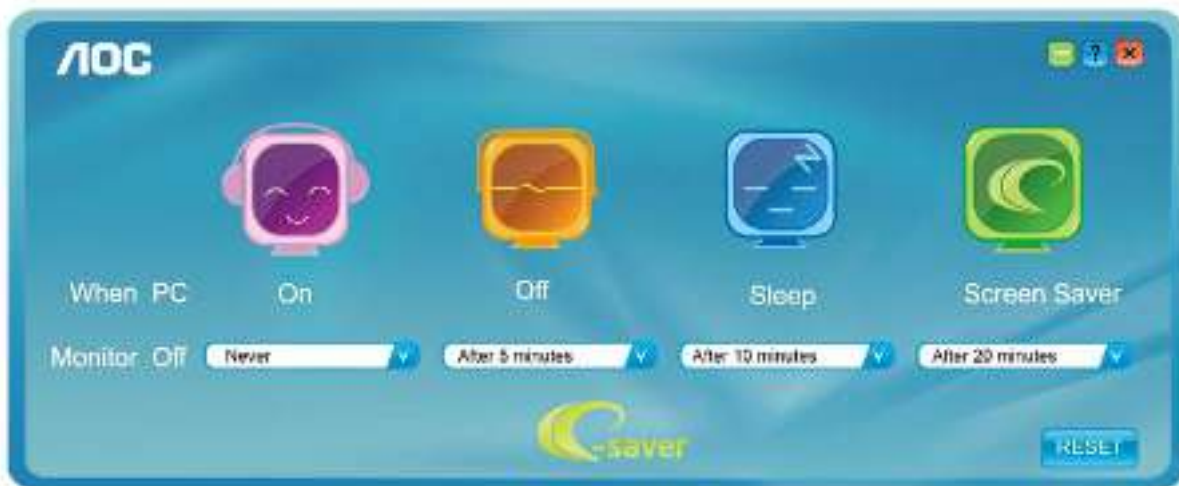 AOC
?
When PC On Off Sleep Screen Saver
Monitor Off Never After 5 minutes After 10 minutes After 20 minutes
e-saver
RESET